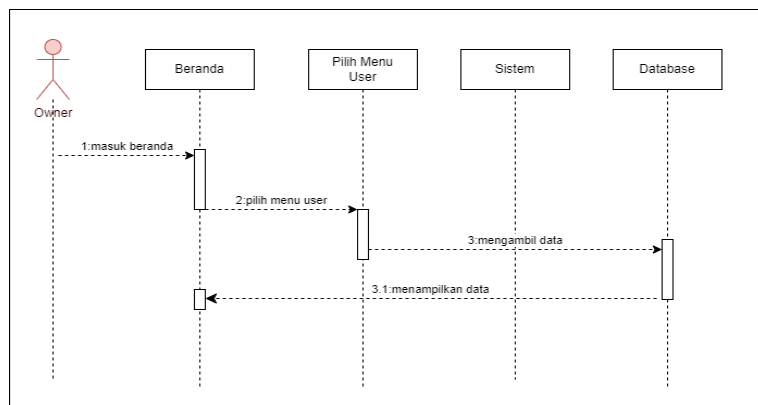 Owner
Beranda
Pilih Menu
User
Sistem
Database
1:masuk beranda
2:pilih menu user
3:mengambil data
3.1:menampilkan data